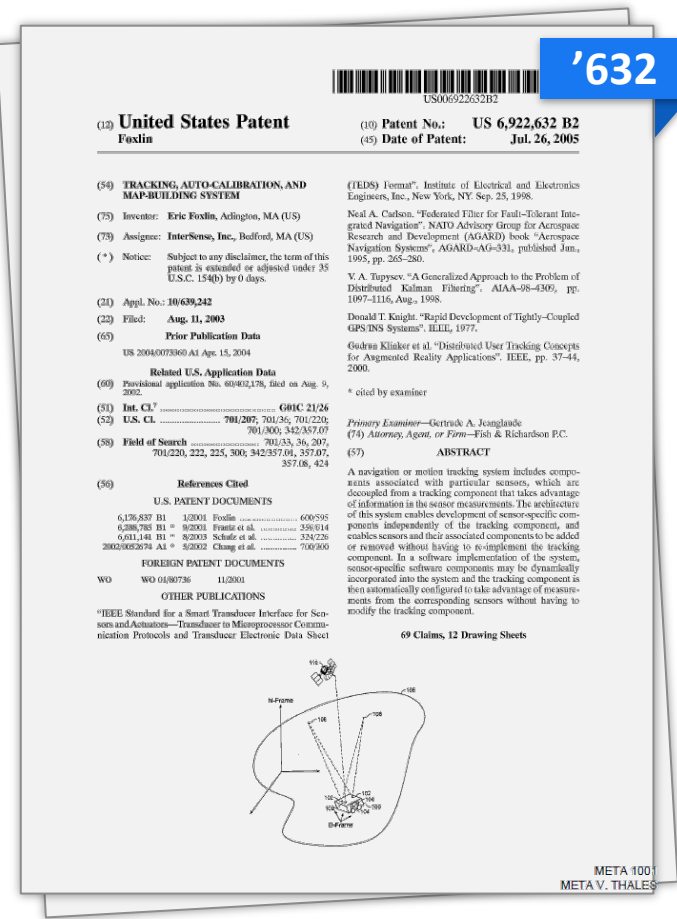 ’632
US006922632B2
(12) United States Patent
Foxlin
(10) Patent No.: US 6,922,632 B2
(45) Date of Patent: Jul. 26, 2005
(54) TRACKING, AUTO-CALIBRATION, AND
MAP-BUILDING SYSTEM
(75) Inventor: Eric Foxlin, Arlington, MA (US)
(73) Assignee: InterSense, Inc., Bedford, MA (US)
( * ) Notice: Subject to any disclaimer, the term of this
patent is extended or adjusted under 35
U.S.C. 154(b) by 0 days.
(21) Appl. No.: 10/639,242
(22) Filed: Aug. 11, 2003
(65) Prior Publication Data
US 2004/0073360 A1 Apr. 15, 2004
Related U.S. Application Data
(60) Provisional application No. 60/402,178, filed on Aug. 9,
2002.
(51) Int. Cl.7 ........................................ G01C 21/26
(52) U.S. Cl. ..................... 701/207; 701/36; 701/220;
701/300; 342/357.07
(58) Field of Search ........................ 701/33, 36, 207,
701/220, 222, 225, 300; 342/357.01, 357.07,
357.08, 424
(56) References Cited
U.S. PATENT DOCUMENTS
6,176,837 B1 1/2001 Foxlin ..................... 600/595
6,288,785 B1 * 9/2001 Frantz et al. ............... 356/614
6,611,141 B1 * 8/2003 Schulz et al. .............. 324/226
2002/0052674 A1 * 5/2002 Chang et al. .............. 700/300
FOREIGN PATENT DOCUMENTS
WO WO 01/80736 11/2001
OTHER PUBLICATIONS
“IEEE Standard for a Smart Transducer Interface for Sen-
sors and Actuators—Transducer to Microprocessor Commu-
nication Protocols and Transducer Electronic Data Sheet
(TEDS) Format”. Institute of Electrical and Electronics
Engineers, Inc., New York, NY. Sep. 25, 1998.
Neal A. Carlson. “Federated Filter for Fault–Tolerant Inte-
grated Navigation”. NATO Advisory Group for Aerospace
Research and Development (AGARD) book “Aerospace
Navigation Systems”, AGARD–AG–331, published Jun.,
1995, pp. 265–280.
V. A. Tupysev. “A Generalized Approach to the Problem of
Distributed Kalman Filtering”. AIAA–98–4309, pp.
1097–1116, Aug., 1998.
Donald T. Knight. “Rapid Development of Tightly–Coupled
GPS/INS Systems”. IEEE, 1977.
Gudrun Klinker et al. “Distributed User Tracking Concepts
for Augmented Reality Applications”. IEEE, pp. 37–44,
2000.
* cited by examiner
Primary Examiner—Gertrude A. Jeanglaude
(74) Attorney, Agent, or Firm—Fish & Richardson P.C.
(57) ABSTRACT
A navigation or motion tracking system includes compo-
nents associated with particular sensors, which are
decoupled from a tracking component that takes advantage
of information in the sensor measurements. The architecture
of this system enables development of sensor-specific com-
ponents independently of the tracking component, and
enables sensors and their associated components to be added
or removed without having to re-implement the tracking
component. In a software implementation of the system,
sensor-specific software components may be dynamically
incorporated into the system and the tracking component is
then automatically configured to take advantage of measure-
ments from the corresponding sensors without having to
modify the tracking component.
69 Claims, 12 Drawing Sheets
116
N-Frame
106
108
108
102
B-Frame
META 1001
META V. THALES